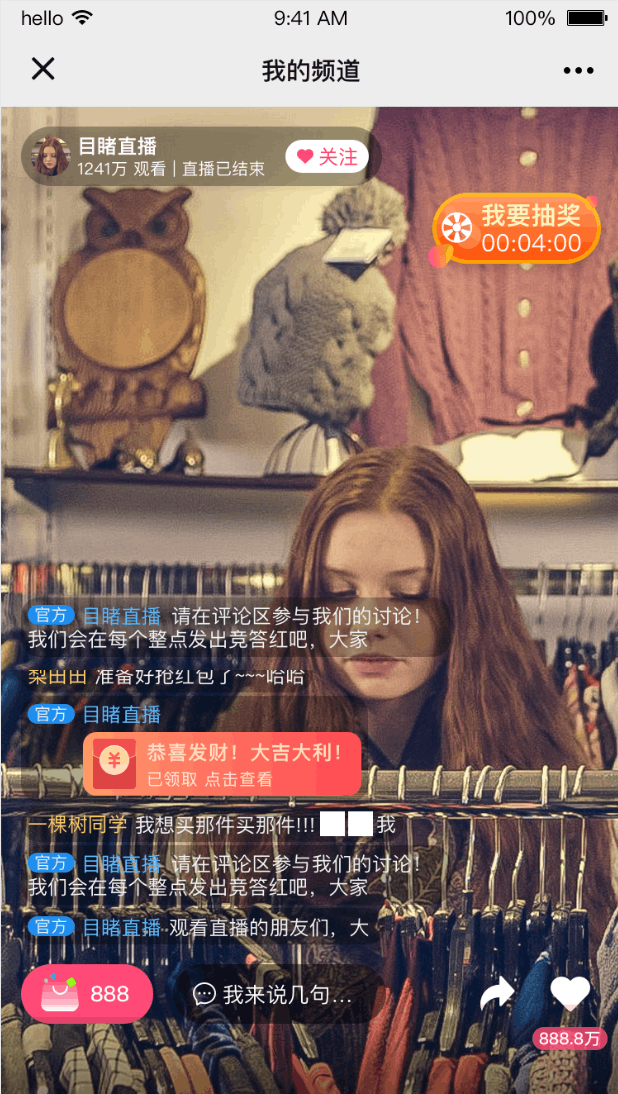 hello 9:41 AM 100%
我的频道
目睹直播
1241万 观看 | 直播已结束
关注
我要抽奖
00:04:00
官方 目睹直播 请在评论区参与我们的讨论！
我们会在每个整点发出竞答红吧，大家
梨田田 准备好抢红包了~~~哈哈
官方 目睹直播
恭喜发财！大吉大利！
已领取 点击查看
一棵树同学 我想买那件买那件!!! 我
官方 目睹直播 请在评论区参与我们的讨论！
我们会在每个整点发出竞答红吧，大家
官方 目睹直播 观看直播的朋友们，大
888
我来说几句...
888.8万